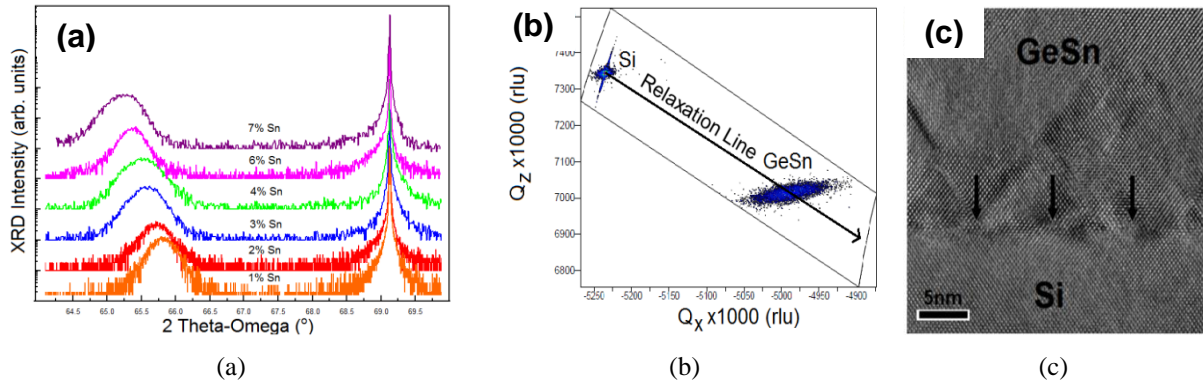 (a)
XRD Intensity (arb. units)
7% Sn
6% Sn
4% Sn
3% Sn
2% Sn
1% Sn
64.5 65.0 65.5 66.0 66.5 67.0 67.5 68.0 68.5 69.0 69.5
2 Theta-Omega (°)
(b)
Qz x1000 (rlu)
7400
7300
7200
7100
7000
6900
6800
Si
Relaxation Line
GeSn
-5250 -5200 -5150 -5100 -5050 -5000 -4950 -4900
Qx x1000 (rlu)
(c)
GeSn
Si
5nm
(a) (b) (c)